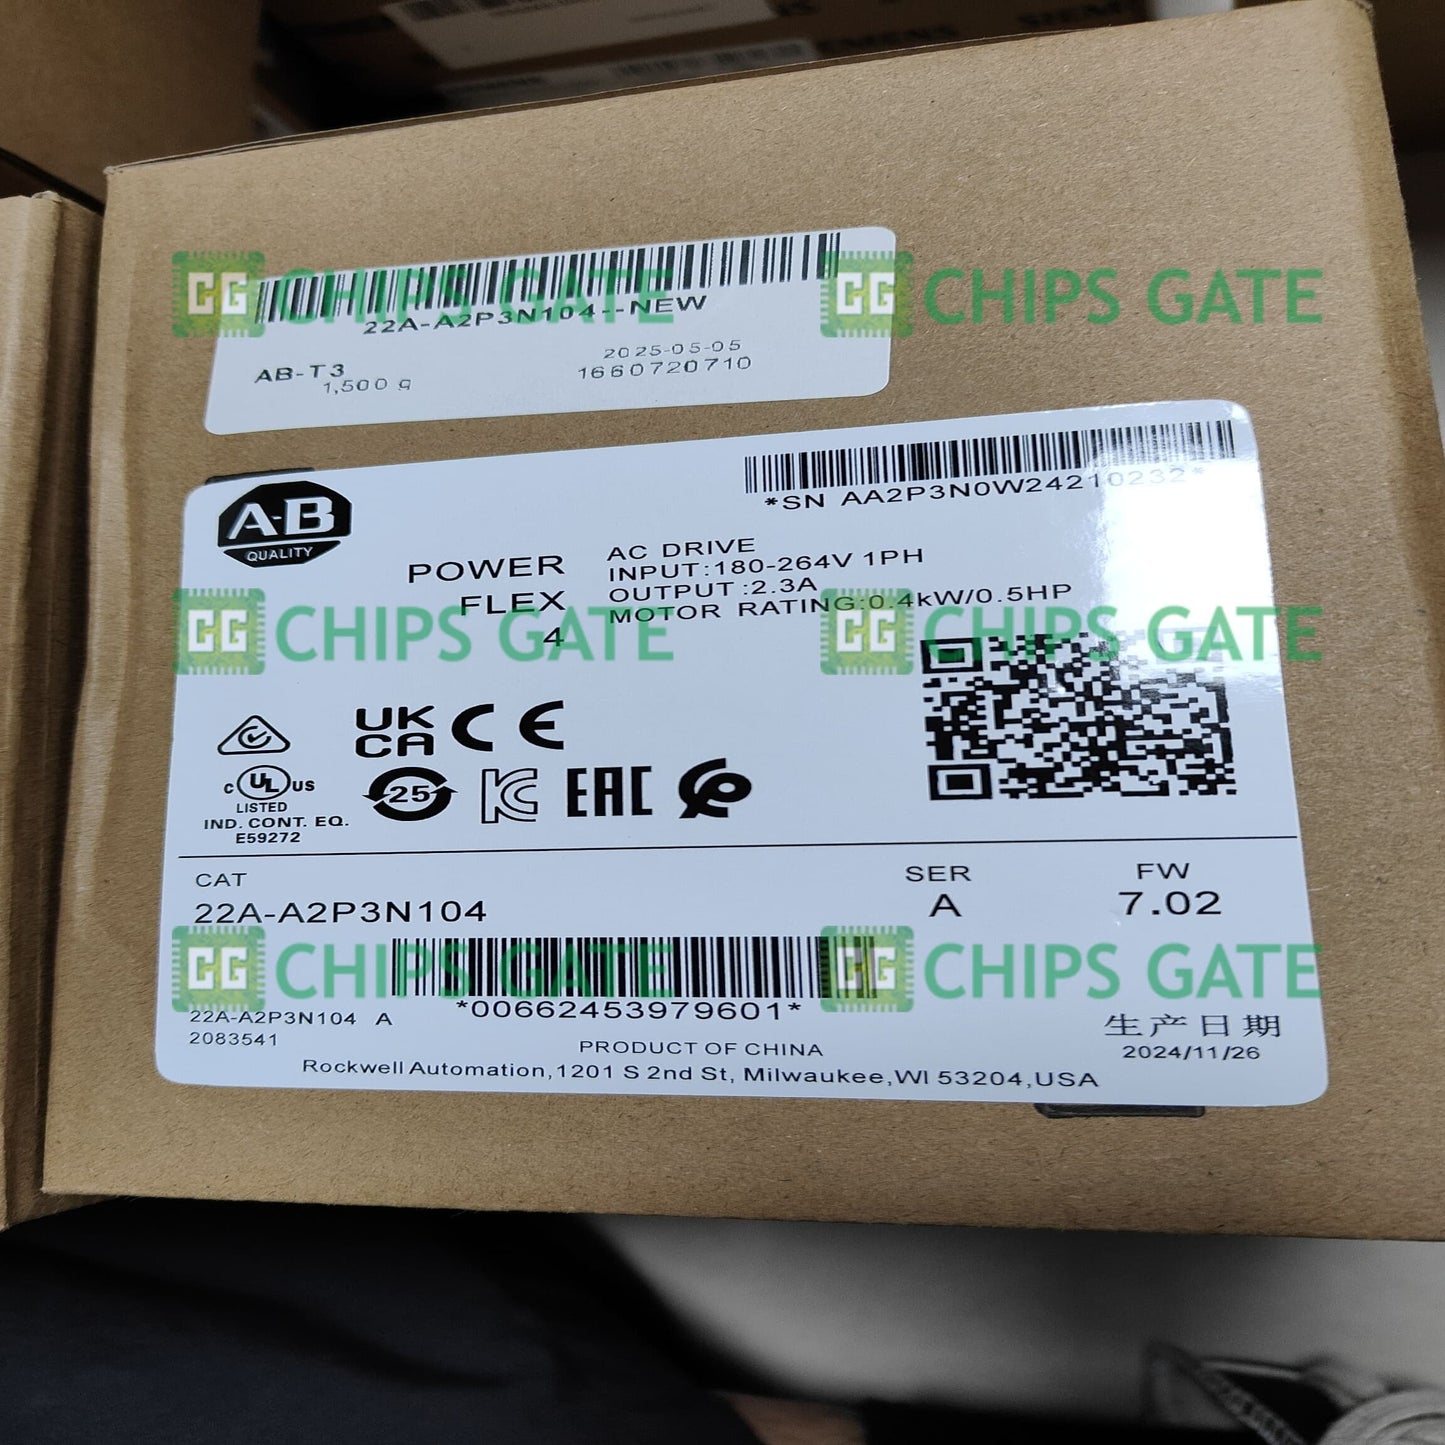 22A-A2P3N104--NEW
AB-T3
1,500 g
2025-05-05
1660720710
*SN AA2P3N0W24210232*
A-B
QUALITY
POWER
FLEX
4
AC DRIVE
INPUT:180-264V 1PH
OUTPUT:2.3A
MOTOR RATING:0.4kW/0.5HP
UK
CA
CE
C UL US
LISTED
IND. CONT. EQ.
E59272
25
KC
EAC
CAT
22A-A2P3N104
SER
A
FW
7.02
*00662453979601*
22A-A2P3N104 A
2083541
PRODUCT OF CHINA
Rockwell Automation,1201 S 2nd St, Milwaukee,WI 53204,USA
生产日期
2024/11/26
CG CHIPS GATE
CG CHIPS GATE
CG CHIPS GATE
CG CHIPS GATE
CG CHIPS GATE
CG CHIPS GATE